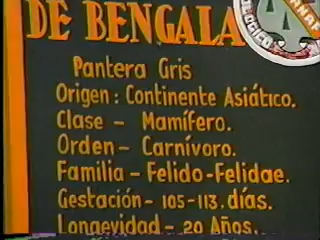 DE BENGALA
Pantera Gris
Origen: Continente Asiático.
Clase - Mamífero.
Orden - Carnívoro.
Familia - Felido-Felidae.
Gestación - 105-113. días.
Longevidad - 20 Años.